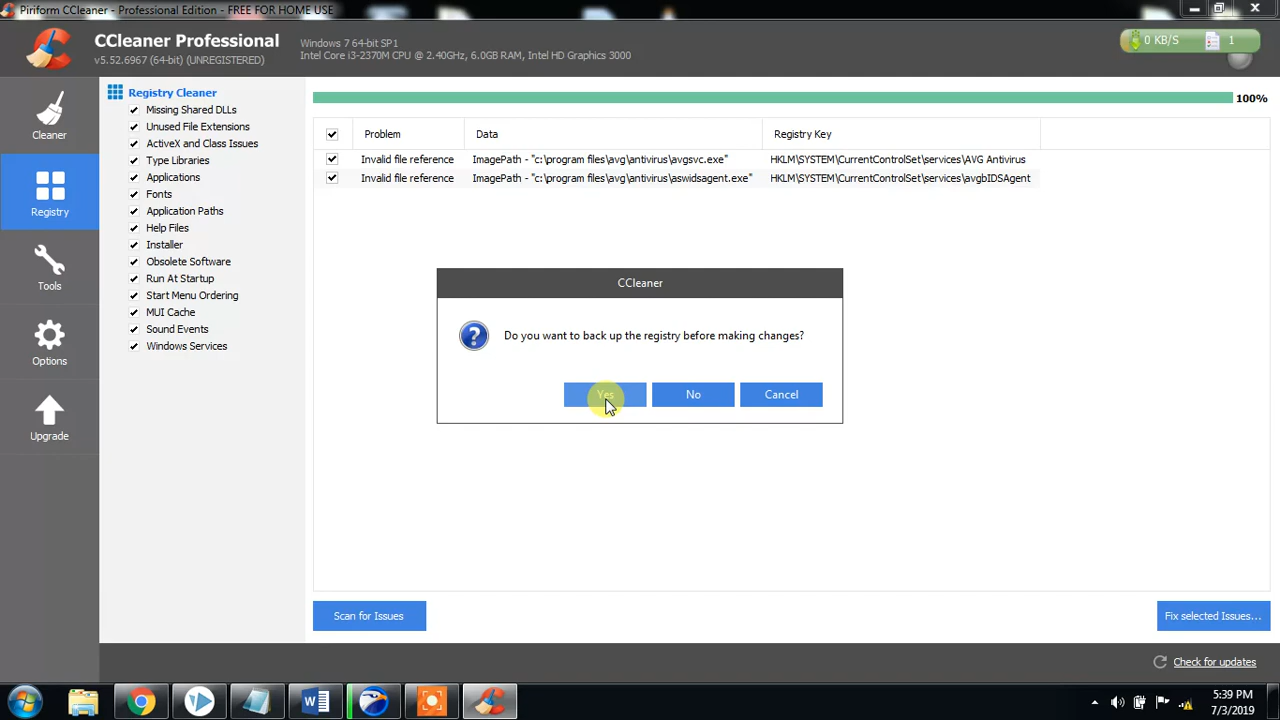 Piriform CCleaner - Professional Edition - FREE FOR HOME USE
CCleaner Professional
v5.52.6967 (64-bit) (UNREGISTERED)
Windows 7 64-bit SP1
Intel Core i3-2370M CPU @ 2.40GHz, 6.0GB RAM, Intel HD Graphics 3000
0 KB/S 1
Cleaner
Registry
Tools
Options
Upgrade
Registry Cleaner
Missing Shared DLLs
Unused File Extensions
ActiveX and Class Issues
Type Libraries
Applications
Fonts
Application Paths
Help Files
Installer
Obsolete Software
Run At Startup
Start Menu Ordering
MUI Cache
Sound Events
Windows Services
100%
Problem Data Registry Key
Invalid file reference ImagePath - "c:\program files\avg\antivirus\avgsvc.exe" HKLM\SYSTEM\CurrentControlSet\services\AVG Antivirus
Invalid file reference ImagePath - "c:\program files\avg\antivirus\aswidsagent.exe" HKLM\SYSTEM\CurrentControlSet\services\avgbIDSAgent
CCleaner
Do you want to back up the registry before making changes?
Yes No Cancel
Scan for Issues
Fix selected Issues...
Check for updates
5:39 PM
7/3/2019